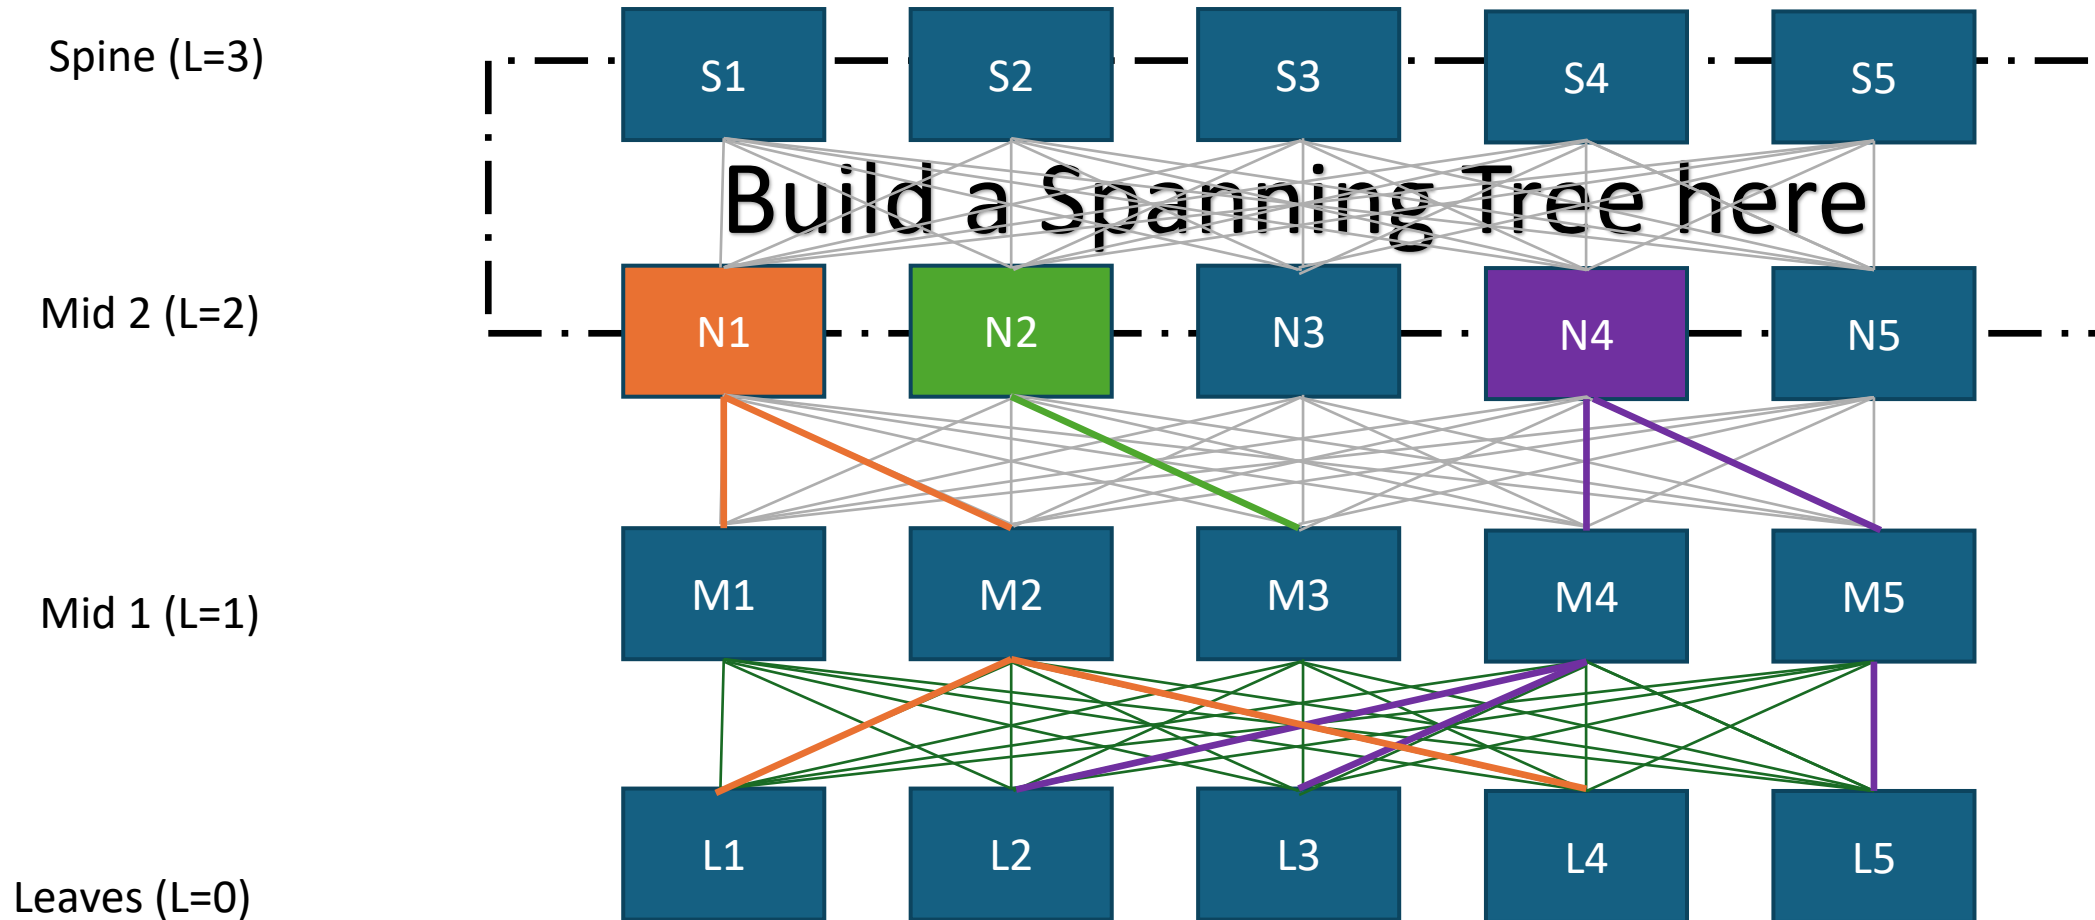 Spine (L=3)
S1 S2 S3 S4 S5
Build a Spanning Tree here
Mid 2 (L=2)
N1 N2 N3 N4 N5
Mid 1 (L=1)
M1 M2 M3 M4 M5
L1 L2 L3 L4 L5
Leaves (L=0)